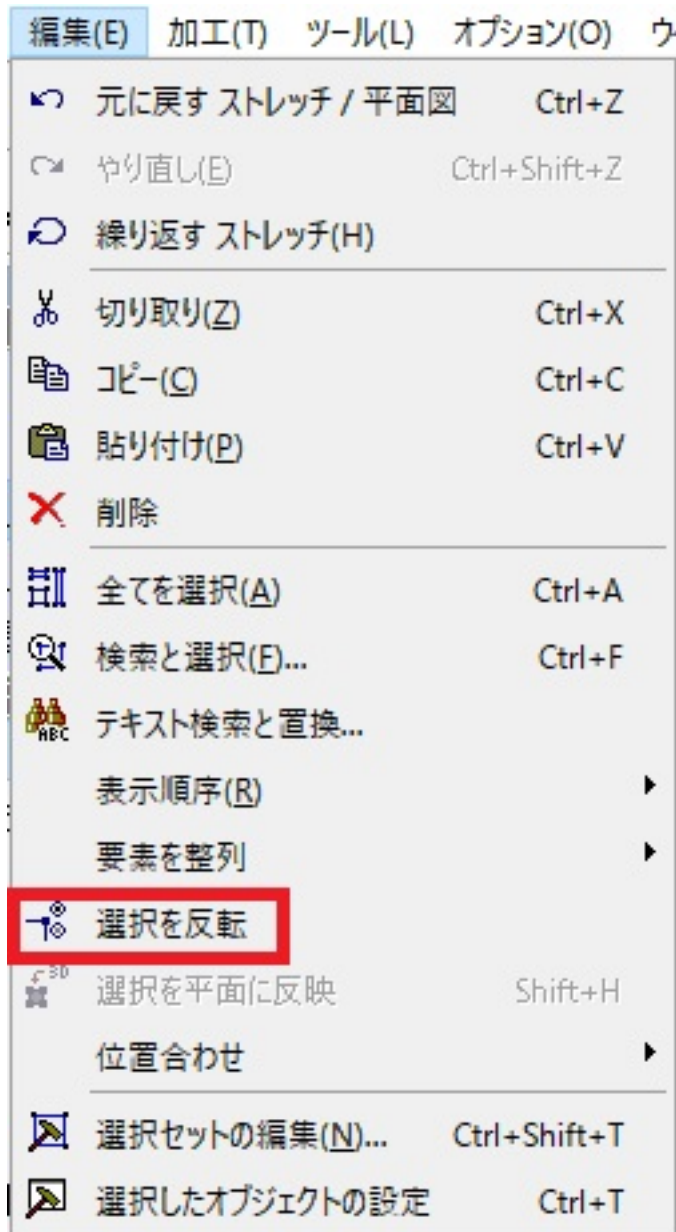 編集(E) 加工(T) ツール(L) オプション(O)
元に戻す ストレッチ / 平面図 Ctrl+Z
やり直し(E) Ctrl+Shift+Z
繰り返す ストレッチ(H)
切り取り(Z) Ctrl+X
コピー(C) Ctrl+C
貼り付け(P) Ctrl+V
削除
全てを選択(A) Ctrl+A
検索と選択(F)... Ctrl+F
ABC テキスト検索と置換...
表示順序(R)
要素を整列
選択を反転
3D 選択を平面に反映 Shift+H
位置合わせ
選択セットの編集(N)... Ctrl+Shift+T
選択したオブジェクトの設定 Ctrl+T